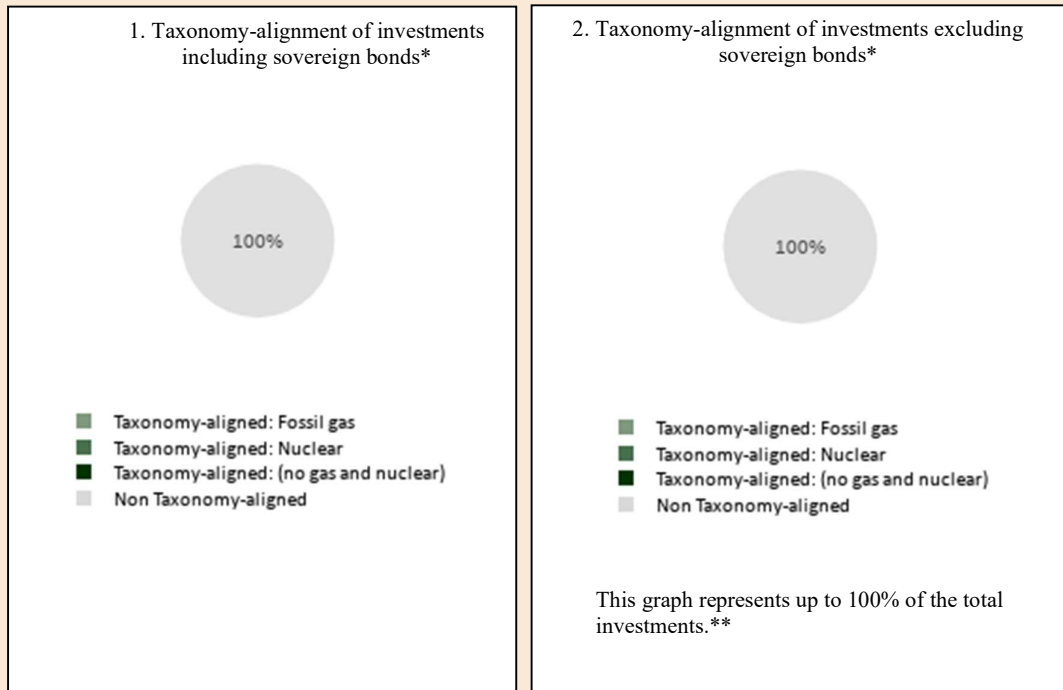 1. Taxonomy-alignment of investments
including sovereign bonds*
100%
Taxonomy-aligned: Fossil gas
Taxonomy-aligned: Nuclear
Taxonomy-aligned: (no gas and nuclear)
Non Taxonomy-aligned
2. Taxonomy-alignment of investments excluding
sovereign bonds*
100%
Taxonomy-aligned: Fossil gas
Taxonomy-aligned: Nuclear
Taxonomy-aligned: (no gas and nuclear)
Non Taxonomy-aligned
This graph represents up to 100% of the total
investments.**